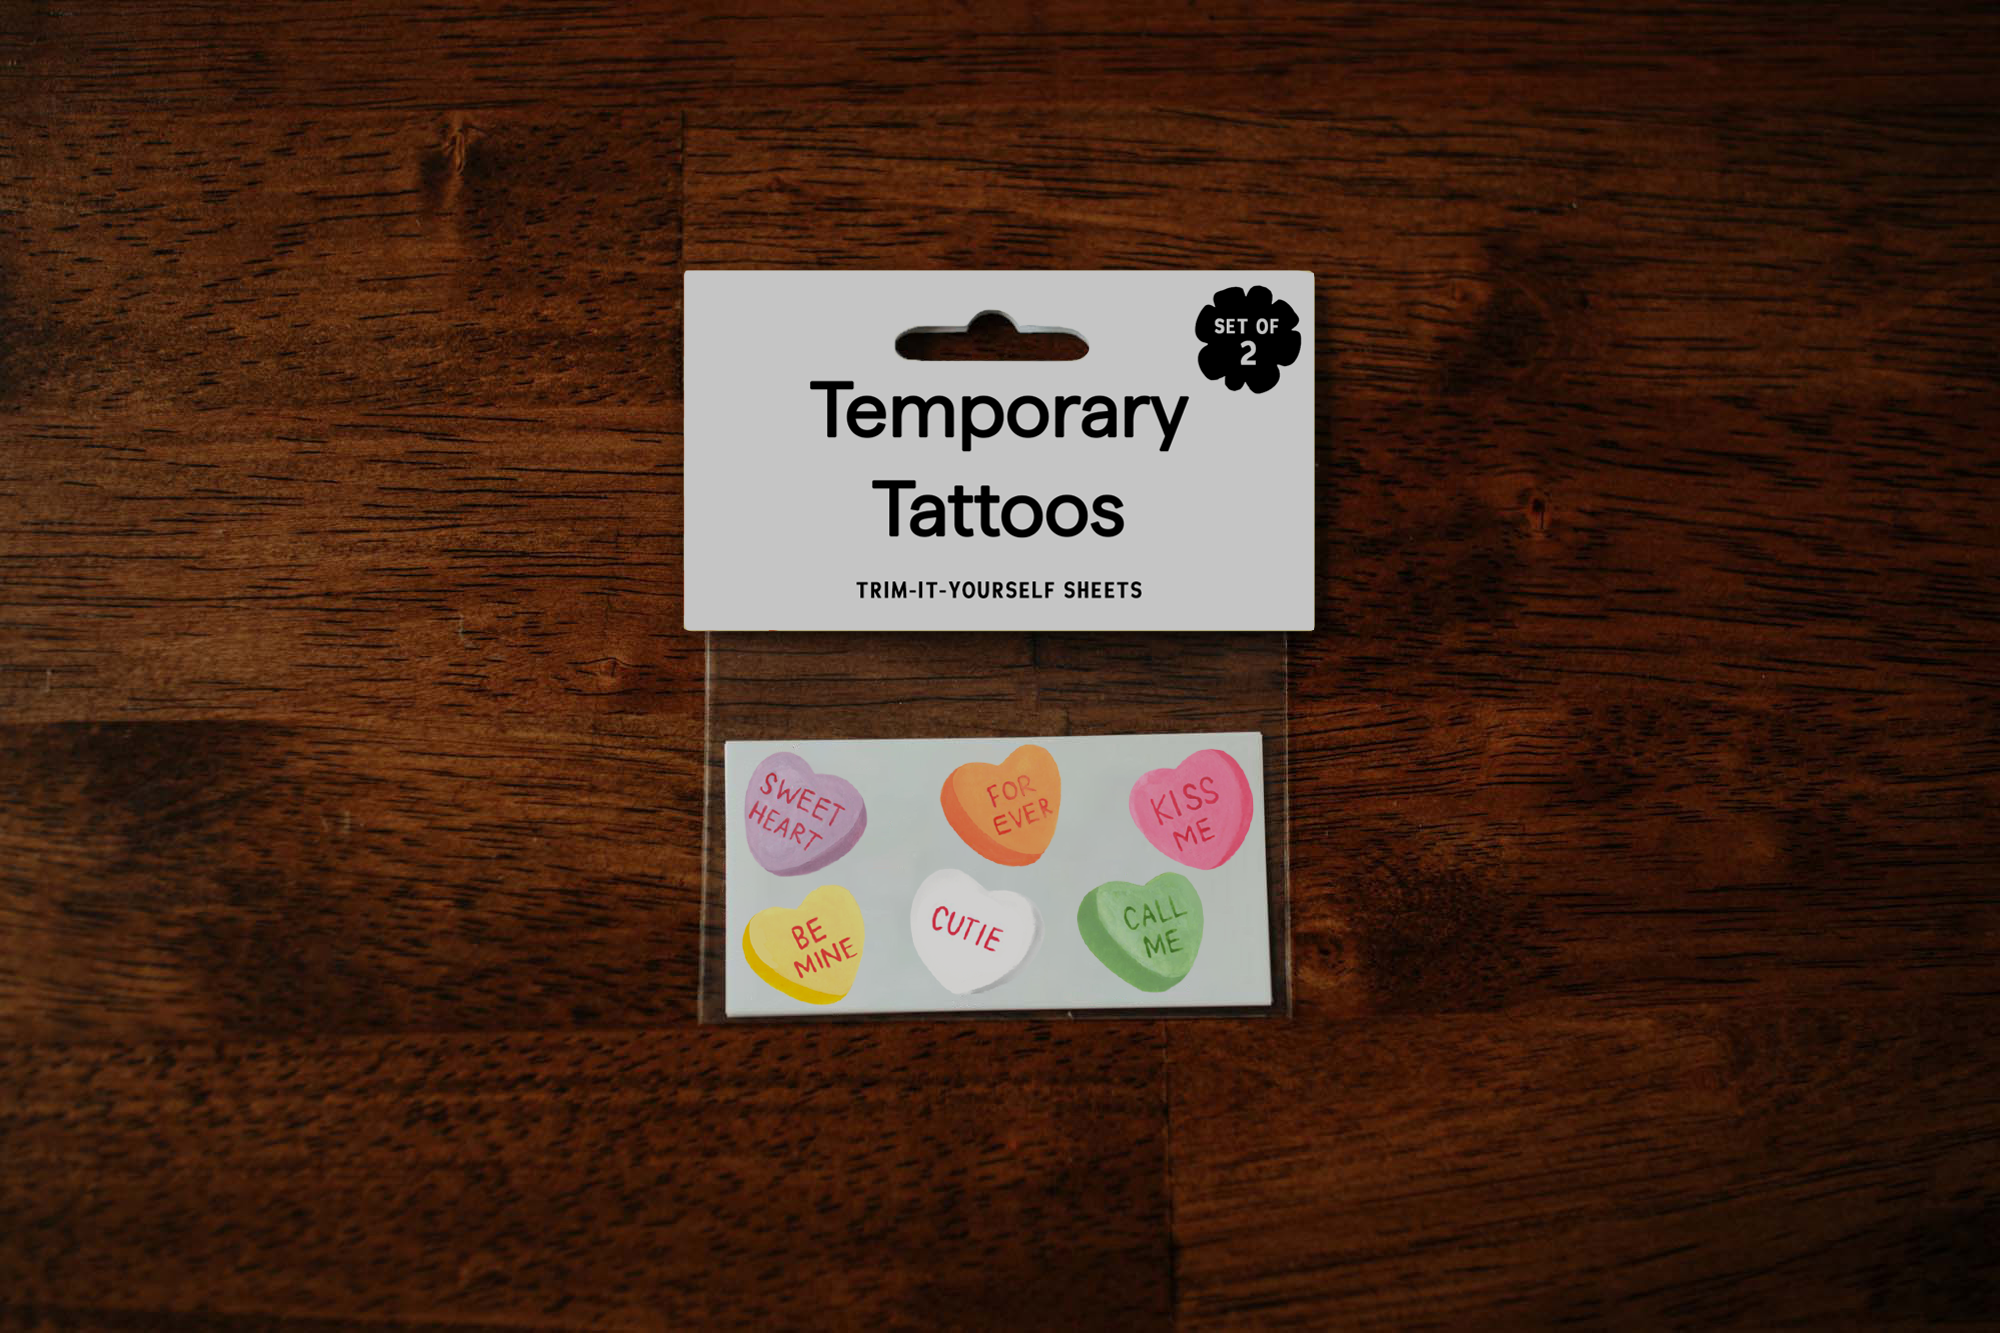 SET OF
2
Temporary
Tattoos
TRIM-IT-YOURSELF SHEETS
SWEET
HEART
FOR
EVER
KISS
ME
BE
MINE
CUTIE
CALL
ME